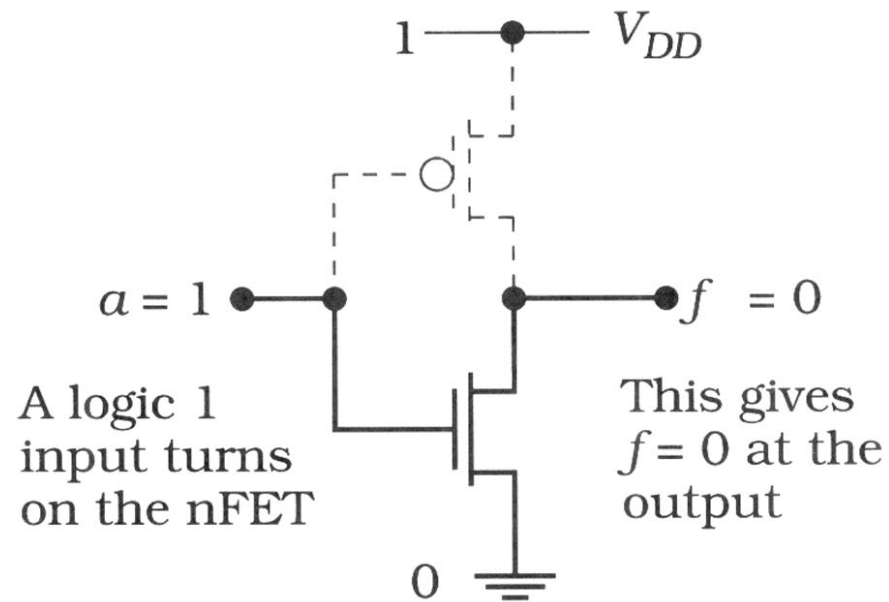 1
V_DD
a = 1
f = 0
A logic 1
input turns
on the nFET
This gives
f = 0 at the
output
0